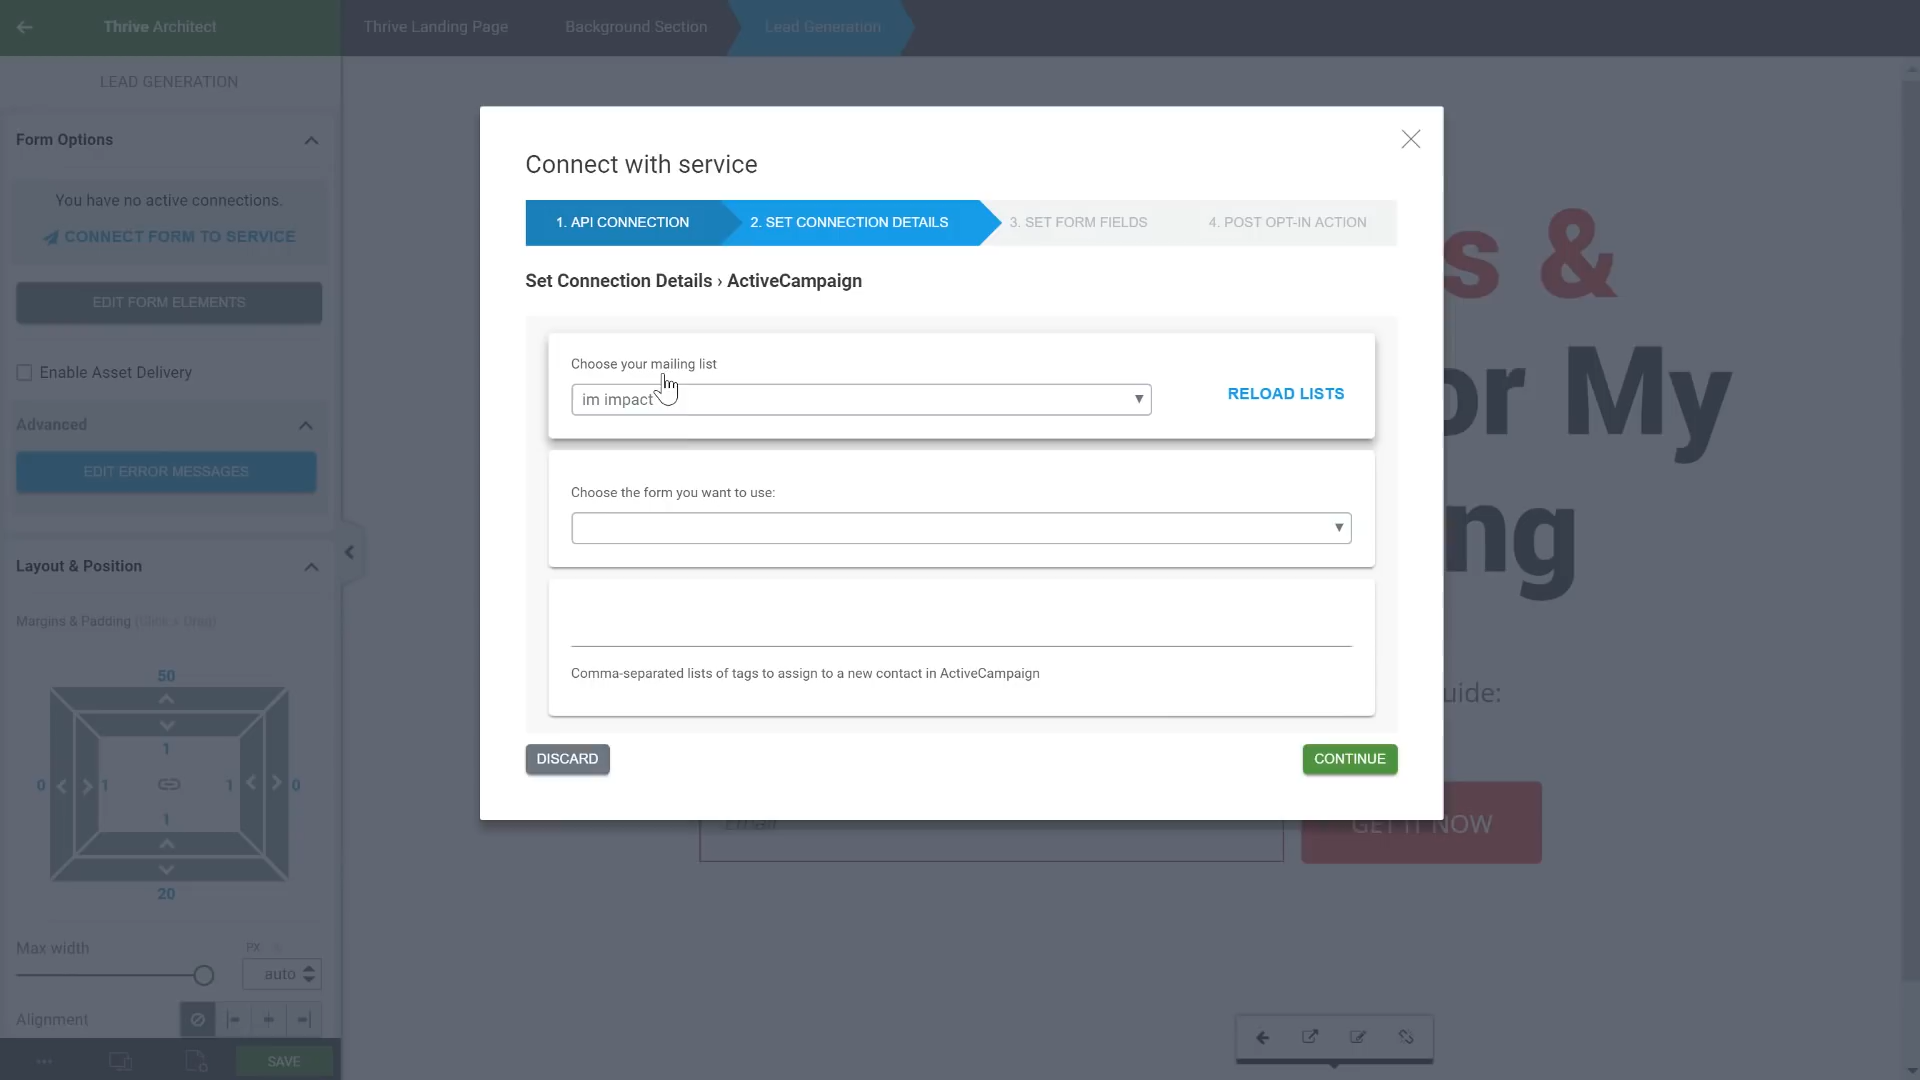 Thrive Architect
Thrive Landing Page
Background Section
Lead Generation
LEAD GENERATION
Form Options
You have no active connections.
CONNECT FORM TO SERVICE
EDIT FORM ELEMENTS
Enable Asset Delivery
Advanced
EDIT ERROR MESSAGES
Layout & Position
Margins & Padding (Click & Drag)
50
1
0
1
1
0
1
20
Max width
PX
auto
Alignment
SAVE
Connect with service
1. API CONNECTION
2. SET CONNECTION DETAILS
3. SET FORM FIELDS
4. POST OPT-IN ACTION
Set Connection Details › ActiveCampaign
Choose your mailing list
im impact
RELOAD LISTS
Choose the form you want to use:
Comma-separated lists of tags to assign to a new contact in ActiveCampaign
DISCARD
CONTINUE
s &
or My
ng
uide:
Email
GET IT NOW